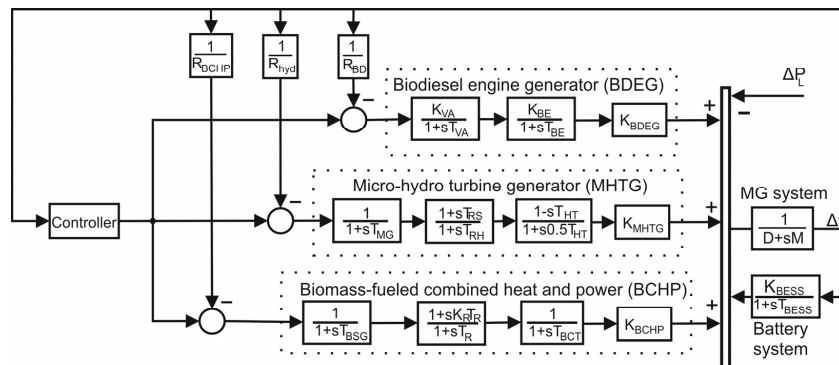 1
R_BCHP
1
R_hyd
1
R_BD
Biodiesel engine generator (BDEG)
ΔP_L
K_VA
1+sT_VA
K_BE
1+sT_BE
K_BDEG
+
−
−
Micro-hydro turbine generator (MHTG)
MG system
Controller
−
1
1+sT_MG
1+sT_RS
1+sT_RH
1-sT_HT
1+s0.5T_HT
K_MHTG
+
1
D+sM
Δ
Biomass-fueled combined heat and power (BCHP)
−
1
1+sT_BSG
1+sK_RT_R
1+sT_R
1
1+sT_BCT
K_BCHP
+
K_BESS
1+sT_BESS
Battery
system